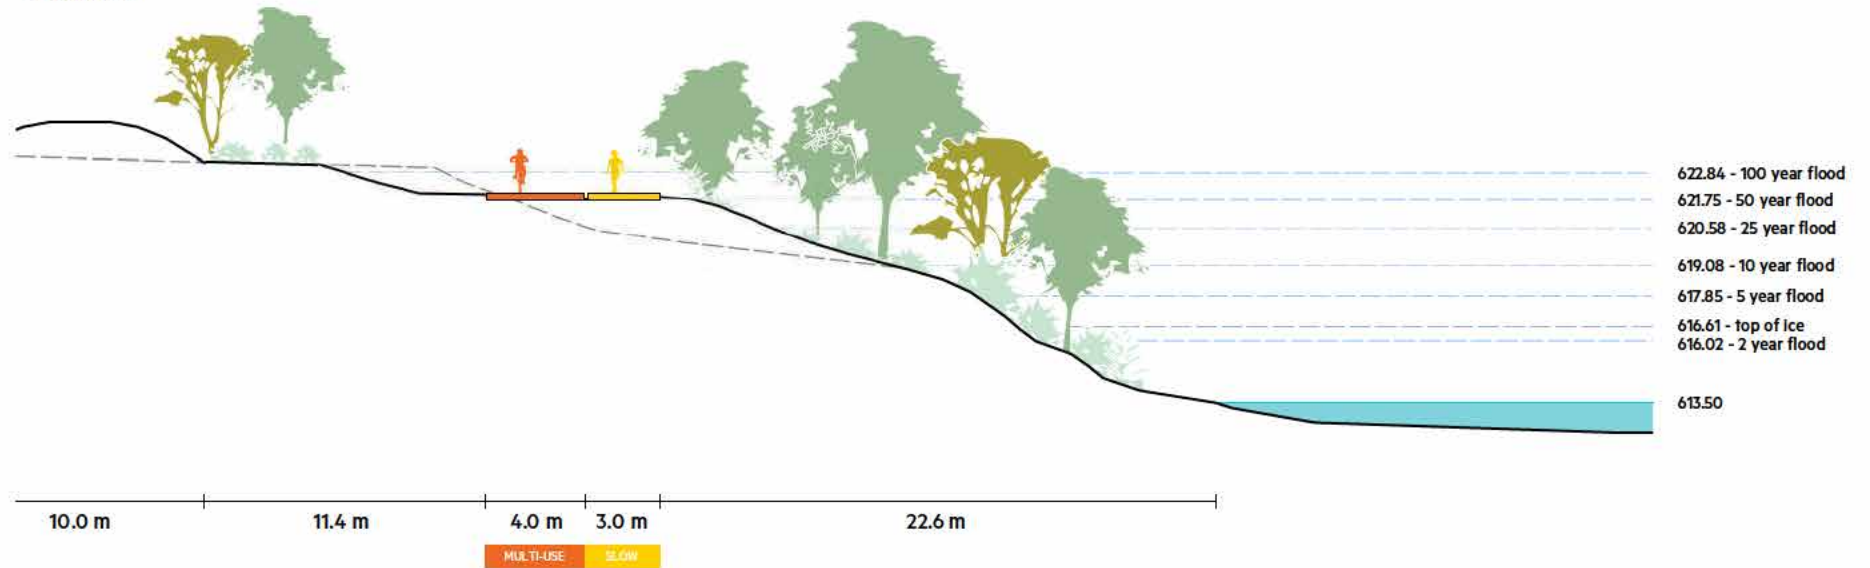 622.84 - 100 year flood
621.75 - 50 year flood
620.58 - 25 year flood
619.08 - 10 year flood
617.85 - 5 year flood
616.61 - top of ice
616.02 - 2 year flood
613.50
10.0 m 11.4 m 4.0 m 3.0 m 22.6 m
MULTI-USE SLOW